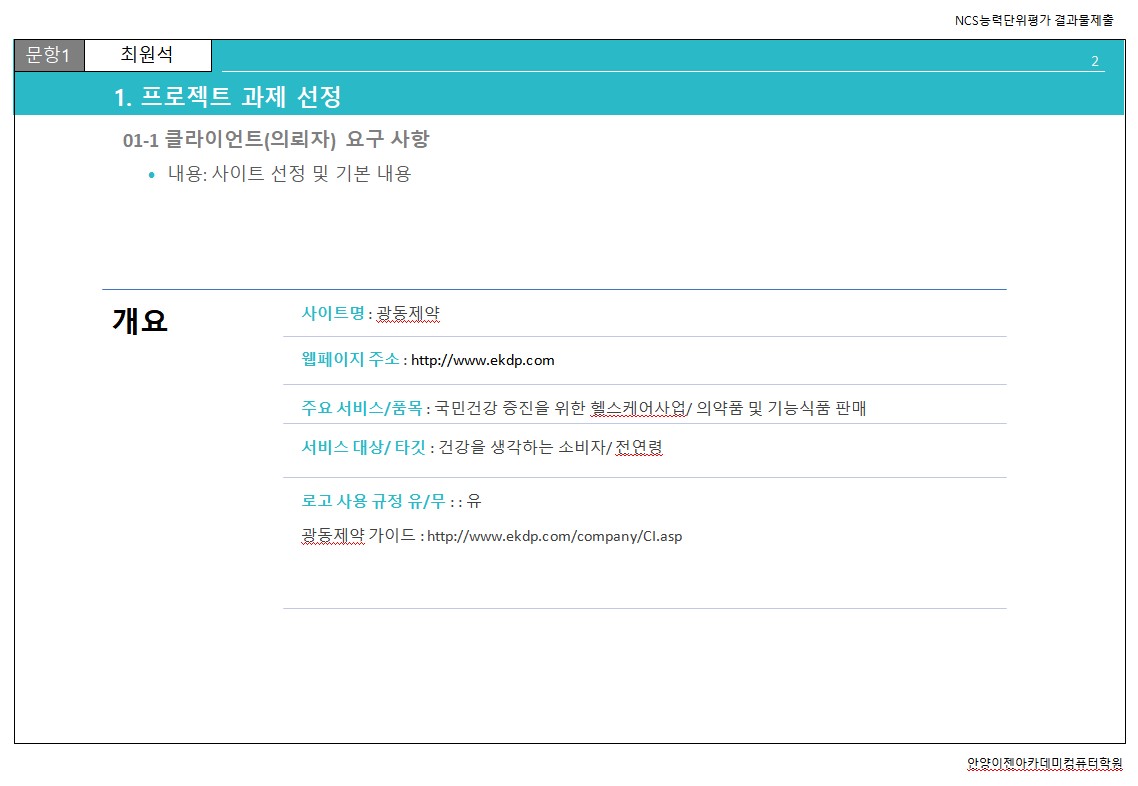 NCS능력단위평가 결과물제출
문항1 최원석
2
1. 프로젝트 과제 선정
01-1 클라이언트(의뢰자) 요구 사항
• 내용: 사이트 선정 및 기본 내용
개요
사이트명 : 광동제약
웹페이지 주소 : http://www.ekdp.com
주요 서비스/품목 : 국민건강 증진을 위한 헬스케어사업/ 의약품 및 기능식품 판매
서비스 대상/ 타깃 : 건강을 생각하는 소비자/ 전연령
로고 사용 규정 유/무 : : 유
광동제약 가이드 : http://www.ekdp.com/company/CI.asp
안양이젠아카데미컴퓨터학원